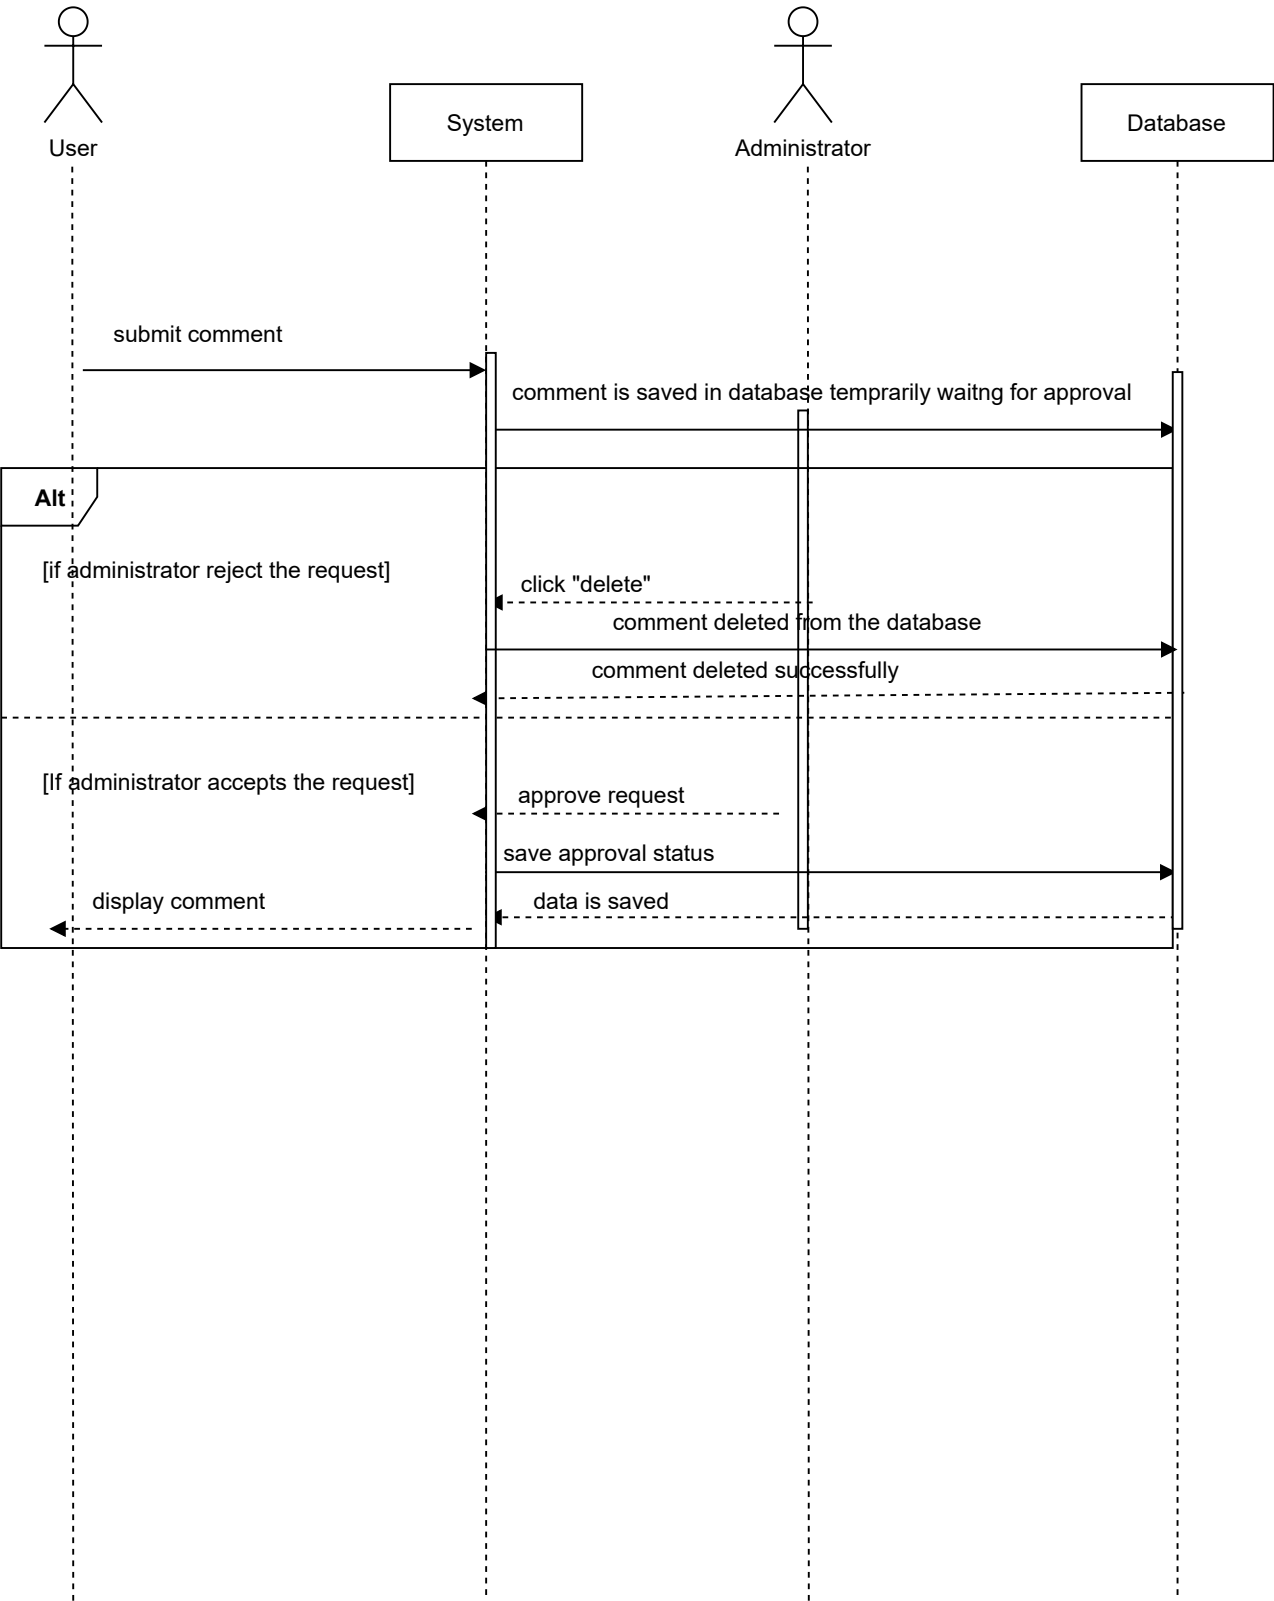 User
System
Administrator
Database
submit comment
comment is saved in database temprarily waitng for approval
Alt
[if administrator reject the request]
click "delete"
comment deleted from the database
comment deleted successfully
[If administrator accepts the request]
approve request
save approval status
display comment
data is saved